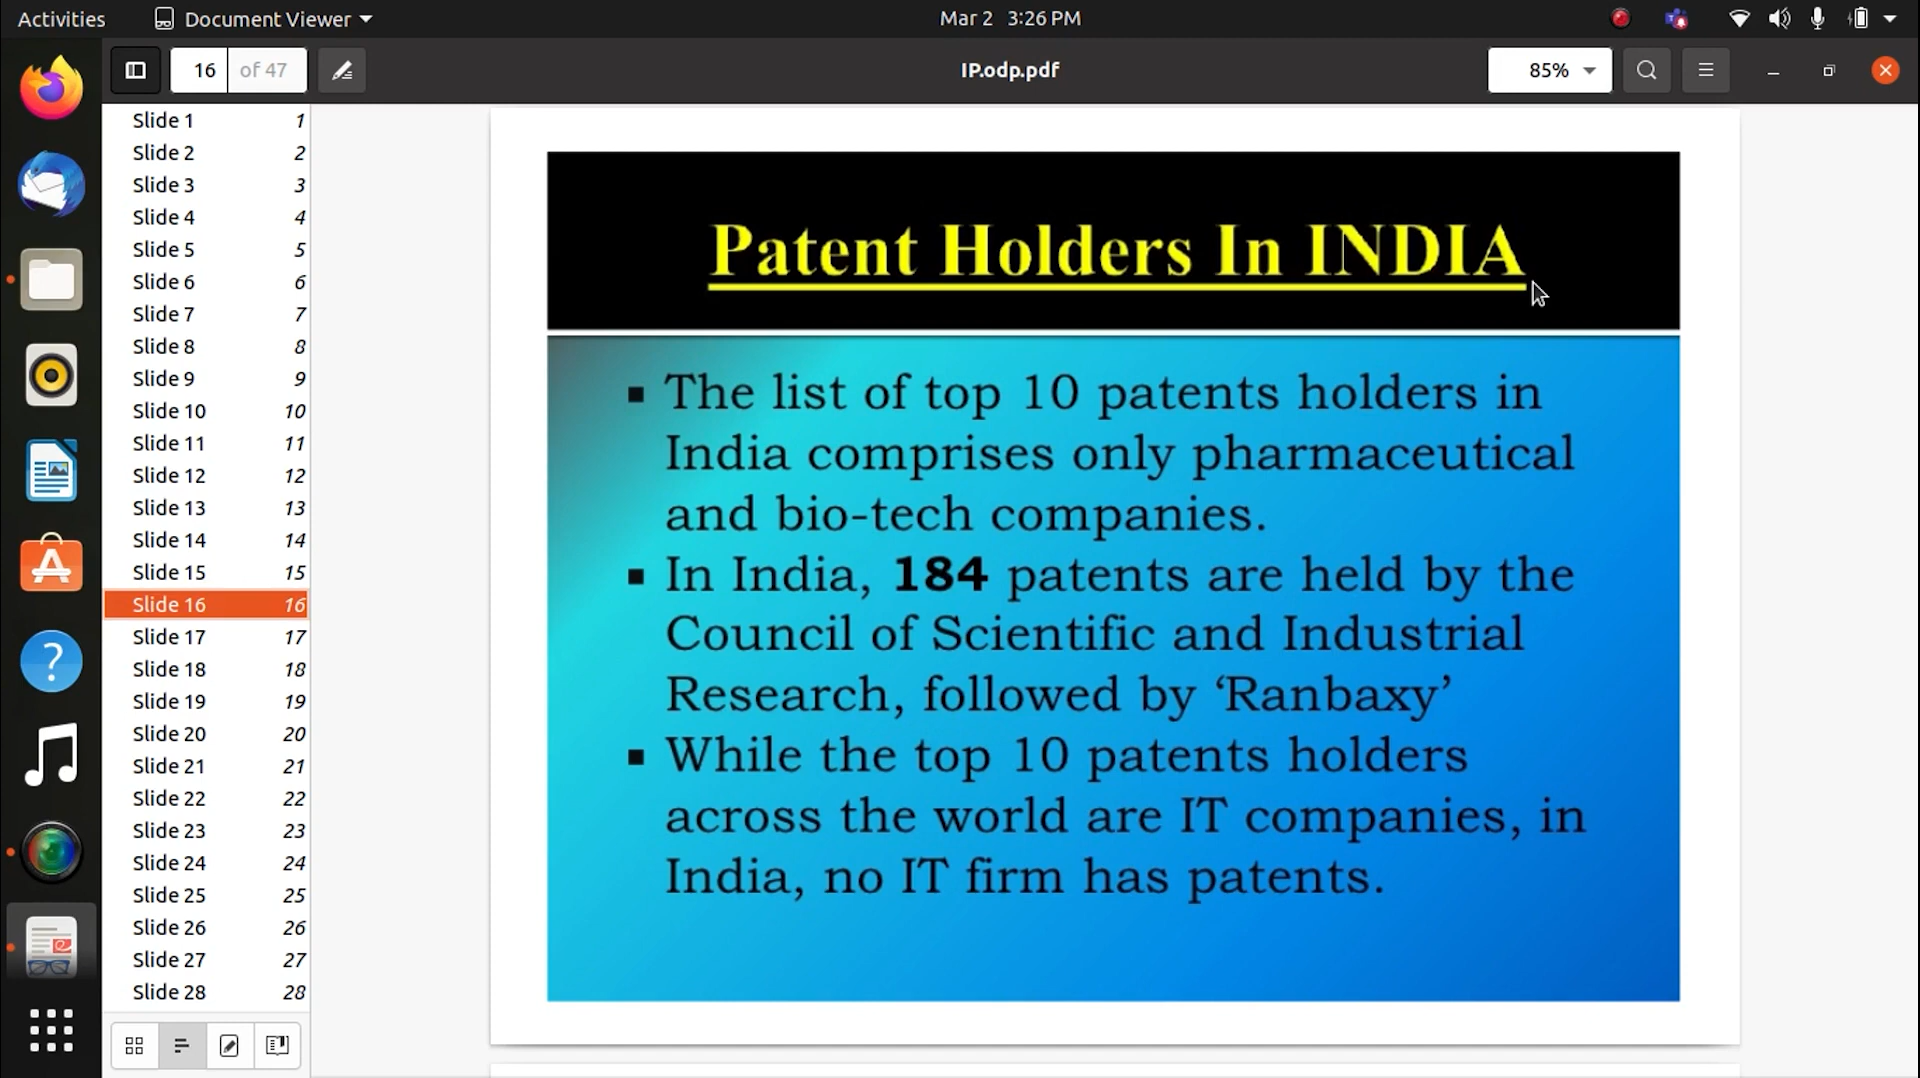 Activities
Document Viewer
Mar 2 3:26 PM
16 of 47
IP.odp.pdf
85%
Slide 1 1
Slide 2 2
Slide 3 3
Slide 4 4
Slide 5 5
Slide 6 6
Slide 7 7
Slide 8 8
Slide 9 9
Slide 10 10
Slide 11 11
Slide 12 12
Slide 13 13
Slide 14 14
Slide 15 15
Slide 16 16
Slide 17 17
Slide 18 18
Slide 19 19
Slide 20 20
Slide 21 21
Slide 22 22
Slide 23 23
Slide 24 24
Slide 25 25
Slide 26 26
Slide 27 27
Slide 28 28
Patent Holders In INDIA
▪ The list of top 10 patents holders in
India comprises only pharmaceutical
and bio-tech companies.
▪ In India, 184 patents are held by the
Council of Scientific and Industrial
Research, followed by ‘Ranbaxy’
▪ While the top 10 patents holders
across the world are IT companies, in
India, no IT firm has patents.